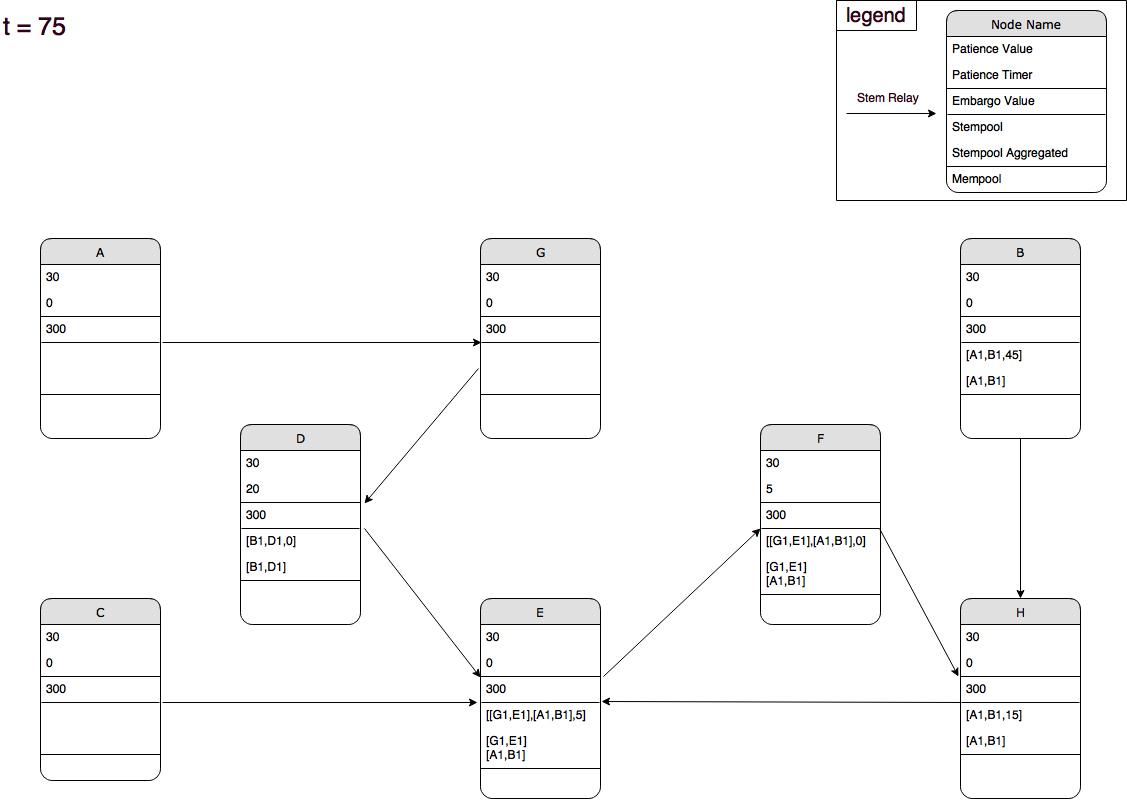 t = 75
legend
Node Name
Patience Value
Patience Timer
Stem Relay
Embargo Value
Stempool
Stempool Aggregated
Mempool
A
30
0
300
G
30
0
300
B
30
0
300
[A1,B1,45]
[A1,B1]
D
30
20
300
[B1,D1,0]
[B1,D1]
F
30
5
300
[[G1,E1],[A1,B1],0]
[G1,E1]
[A1,B1]
C
30
0
300
E
30
0
300
[[G1,E1],[A1,B1],5]
[G1,E1]
[A1,B1]
H
30
0
300
[A1,B1,15]
[A1,B1]